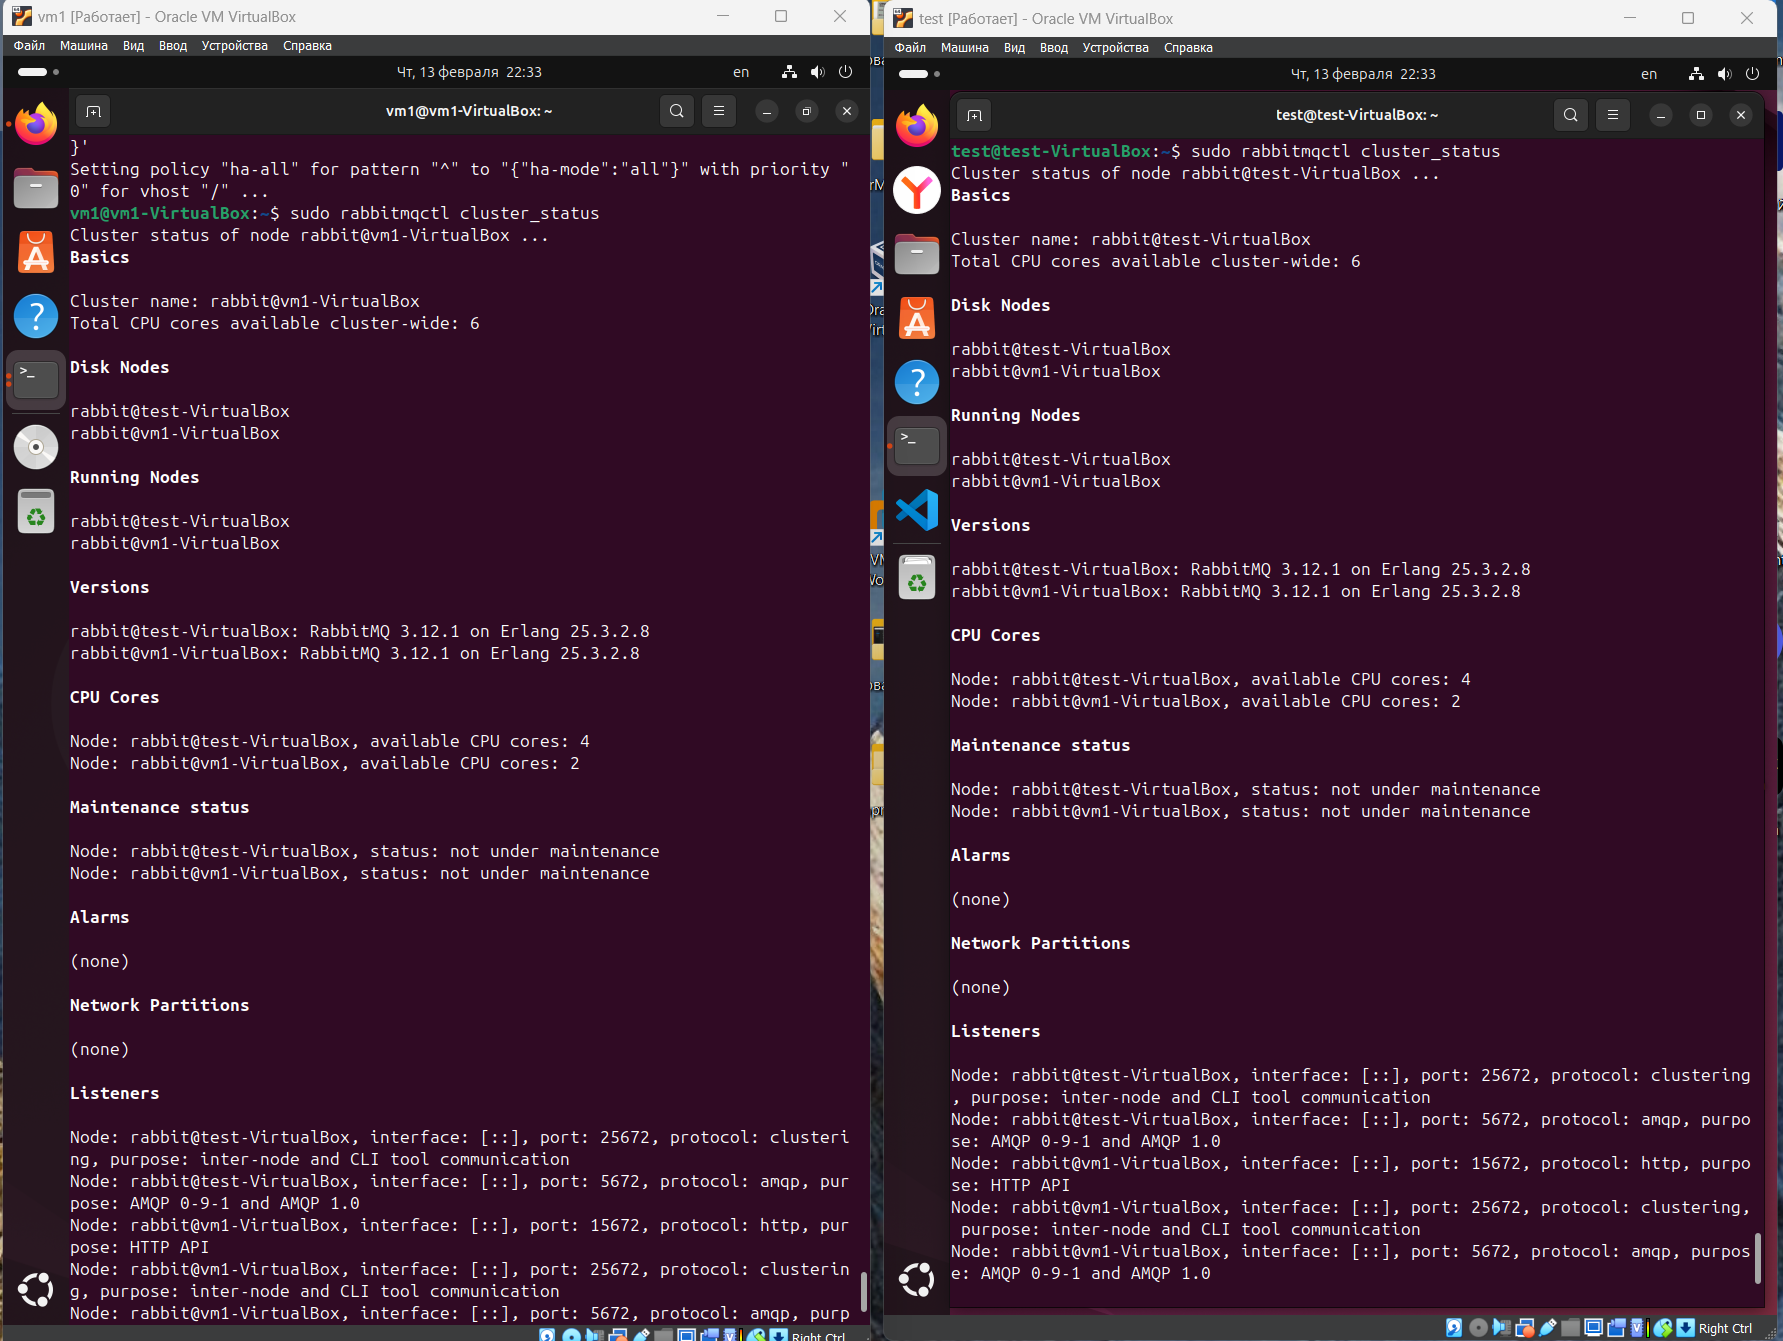 vm1 [Работает] - Oracle VM VirtualBox
Файл Машина Вид Ввод Устройства Справка
Чт, 13 февраля 22:33
en
vm1@vm1-VirtualBox: ~
}'
Setting policy "ha-all" for pattern "^" to "{"ha-mode":"all"}" with priority "
0" for vhost "/" ...
vm1@vm1-VirtualBox:~$ sudo rabbitmqctl cluster_status
Cluster status of node rabbit@vm1-VirtualBox ...
Basics
Cluster name: rabbit@vm1-VirtualBox
Total CPU cores available cluster-wide: 6
Disk Nodes
rabbit@test-VirtualBox
rabbit@vm1-VirtualBox
Running Nodes
rabbit@test-VirtualBox
rabbit@vm1-VirtualBox
Versions
rabbit@test-VirtualBox: RabbitMQ 3.12.1 on Erlang 25.3.2.8
rabbit@vm1-VirtualBox: RabbitMQ 3.12.1 on Erlang 25.3.2.8
CPU Cores
Node: rabbit@test-VirtualBox, available CPU cores: 4
Node: rabbit@vm1-VirtualBox, available CPU cores: 2
Maintenance status
Node: rabbit@test-VirtualBox, status: not under maintenance
Node: rabbit@vm1-VirtualBox, status: not under maintenance
Alarms
(none)
Network Partitions
(none)
Listeners
Node: rabbit@test-VirtualBox, interface: [::], port: 25672, protocol: clusteri
ng, purpose: inter-node and CLI tool communication
Node: rabbit@test-VirtualBox, interface: [::], port: 5672, protocol: amqp, pur
pose: AMQP 0-9-1 and AMQP 1.0
Node: rabbit@vm1-VirtualBox, interface: [::], port: 15672, protocol: http, pur
pose: HTTP API
Node: rabbit@vm1-VirtualBox, interface: [::], port: 25672, protocol: clusterin
g, purpose: inter-node and CLI tool communication
Node: rabbit@vm1-VirtualBox, interface: [::], port: 5672, protocol: amqp, purp
Right Ctrl
test [Работает] - Oracle VM VirtualBox
Файл Машина Вид Ввод Устройства Справка
Чт, 13 февраля 22:33
en
test@test-VirtualBox: ~
test@test-VirtualBox:~$ sudo rabbitmqctl cluster_status
Cluster status of node rabbit@test-VirtualBox ...
Basics
Cluster name: rabbit@test-VirtualBox
Total CPU cores available cluster-wide: 6
Disk Nodes
rabbit@test-VirtualBox
rabbit@vm1-VirtualBox
Running Nodes
rabbit@test-VirtualBox
rabbit@vm1-VirtualBox
Versions
rabbit@test-VirtualBox: RabbitMQ 3.12.1 on Erlang 25.3.2.8
rabbit@vm1-VirtualBox: RabbitMQ 3.12.1 on Erlang 25.3.2.8
CPU Cores
Node: rabbit@test-VirtualBox, available CPU cores: 4
Node: rabbit@vm1-VirtualBox, available CPU cores: 2
Maintenance status
Node: rabbit@test-VirtualBox, status: not under maintenance
Node: rabbit@vm1-VirtualBox, status: not under maintenance
Alarms
(none)
Network Partitions
(none)
Listeners
Node: rabbit@test-VirtualBox, interface: [::], port: 25672, protocol: clustering
, purpose: inter-node and CLI tool communication
Node: rabbit@test-VirtualBox, interface: [::], port: 5672, protocol: amqp, purpo
se: AMQP 0-9-1 and AMQP 1.0
Node: rabbit@vm1-VirtualBox, interface: [::], port: 15672, protocol: http, purpo
se: HTTP API
Node: rabbit@vm1-VirtualBox, interface: [::], port: 25672, protocol: clustering,
purpose: inter-node and CLI tool communication
Node: rabbit@vm1-VirtualBox, interface: [::], port: 5672, protocol: amqp, purpos
e: AMQP 0-9-1 and AMQP 1.0
Right Ctrl